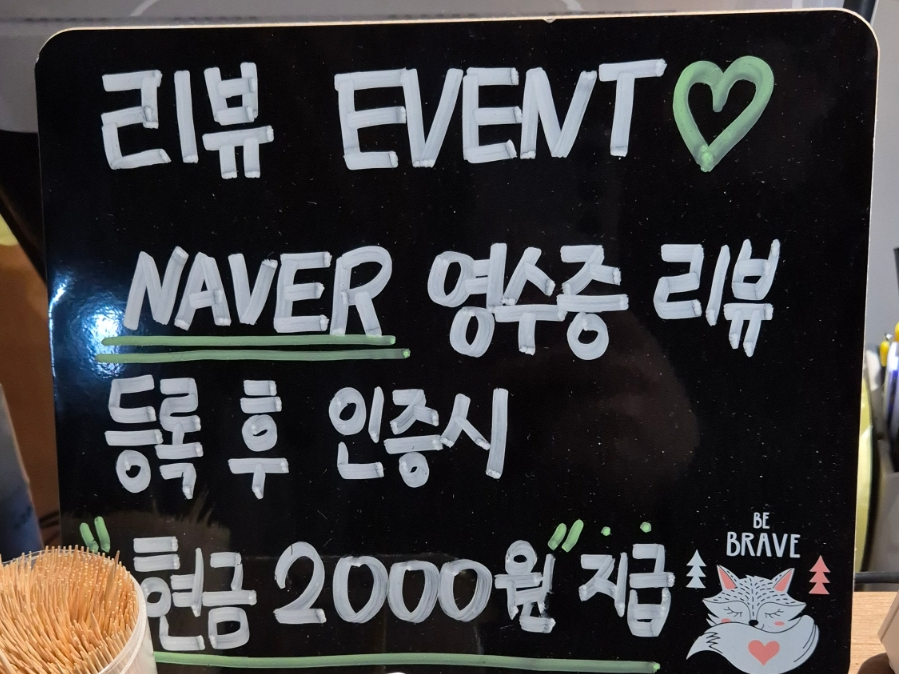 리뷰 EVENT
NAVER 영수증 리뷰
등록 후 인증시
"현금 2000원" 지급
BE
BRAVE